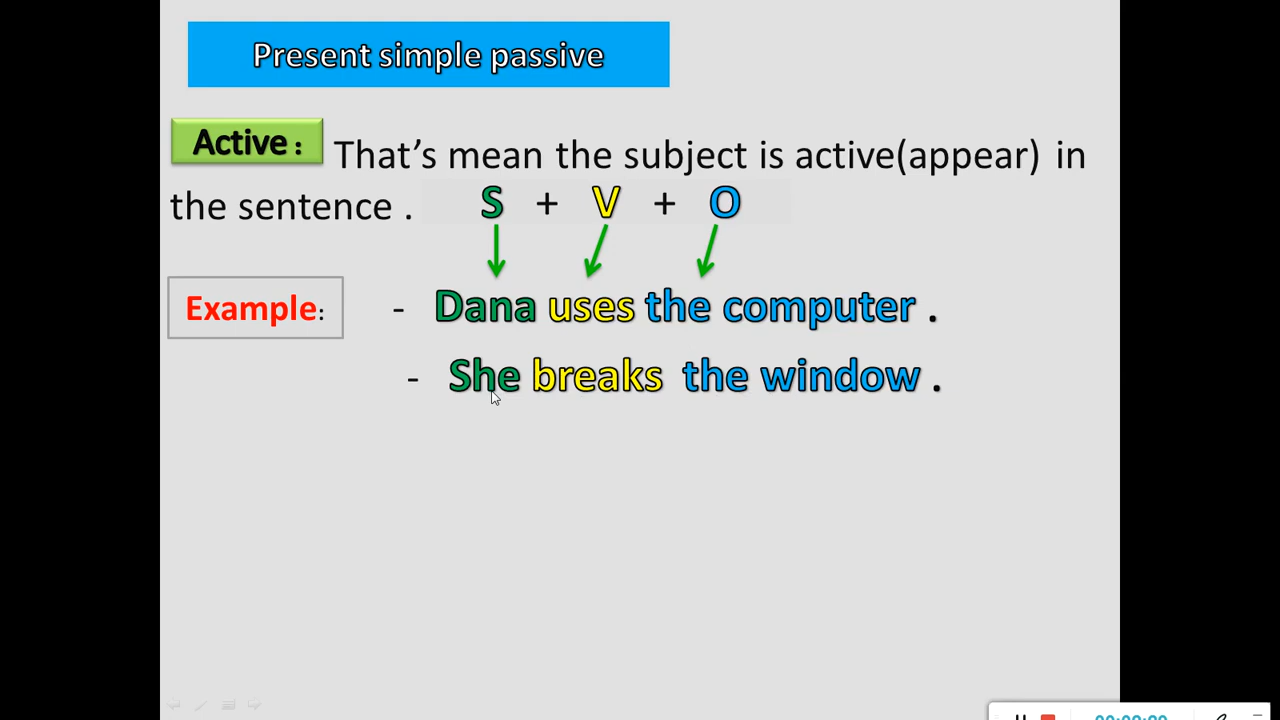 Present simple passive
Active : That's mean the subject is active(appear) in
the sentence . S + V + O
Example: - Dana uses the computer .
- She breaks the window .